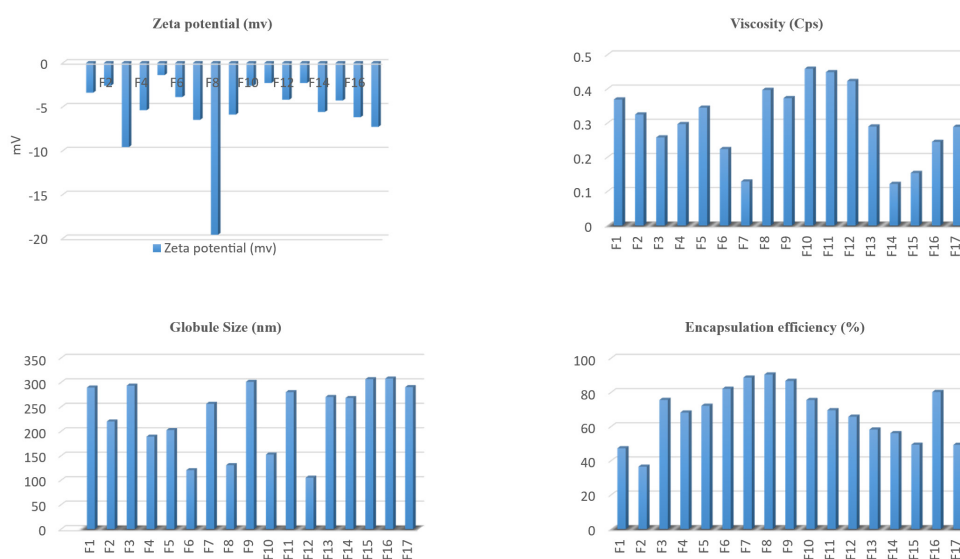 Zeta potential (mv)
0
F2 F4 F6 F8 F10 F12 F14 F16
-5
-10
-15
-20
mV
Zeta potential (mv)
Viscosity (Cps)
0.5
0.4
0.3
0.2
0.1
0
F1 F2 F3 F4 F5 F6 F7 F8 F9 F10 F11 F12 F13 F14 F15 F16 F17
Globule Size (nm)
350
300
250
200
150
100
50
0
F1 F2 F3 F4 F5 F6 F7 F8 F9 F10 F11 F12 F13 F14 F15 F16 F17
Encapsulation efficiency (%)
100
80
60
40
20
0
F1 F2 F3 F4 F5 F6 F7 F8 F9 F10 F11 F12 F13 F14 F15 F16 F17